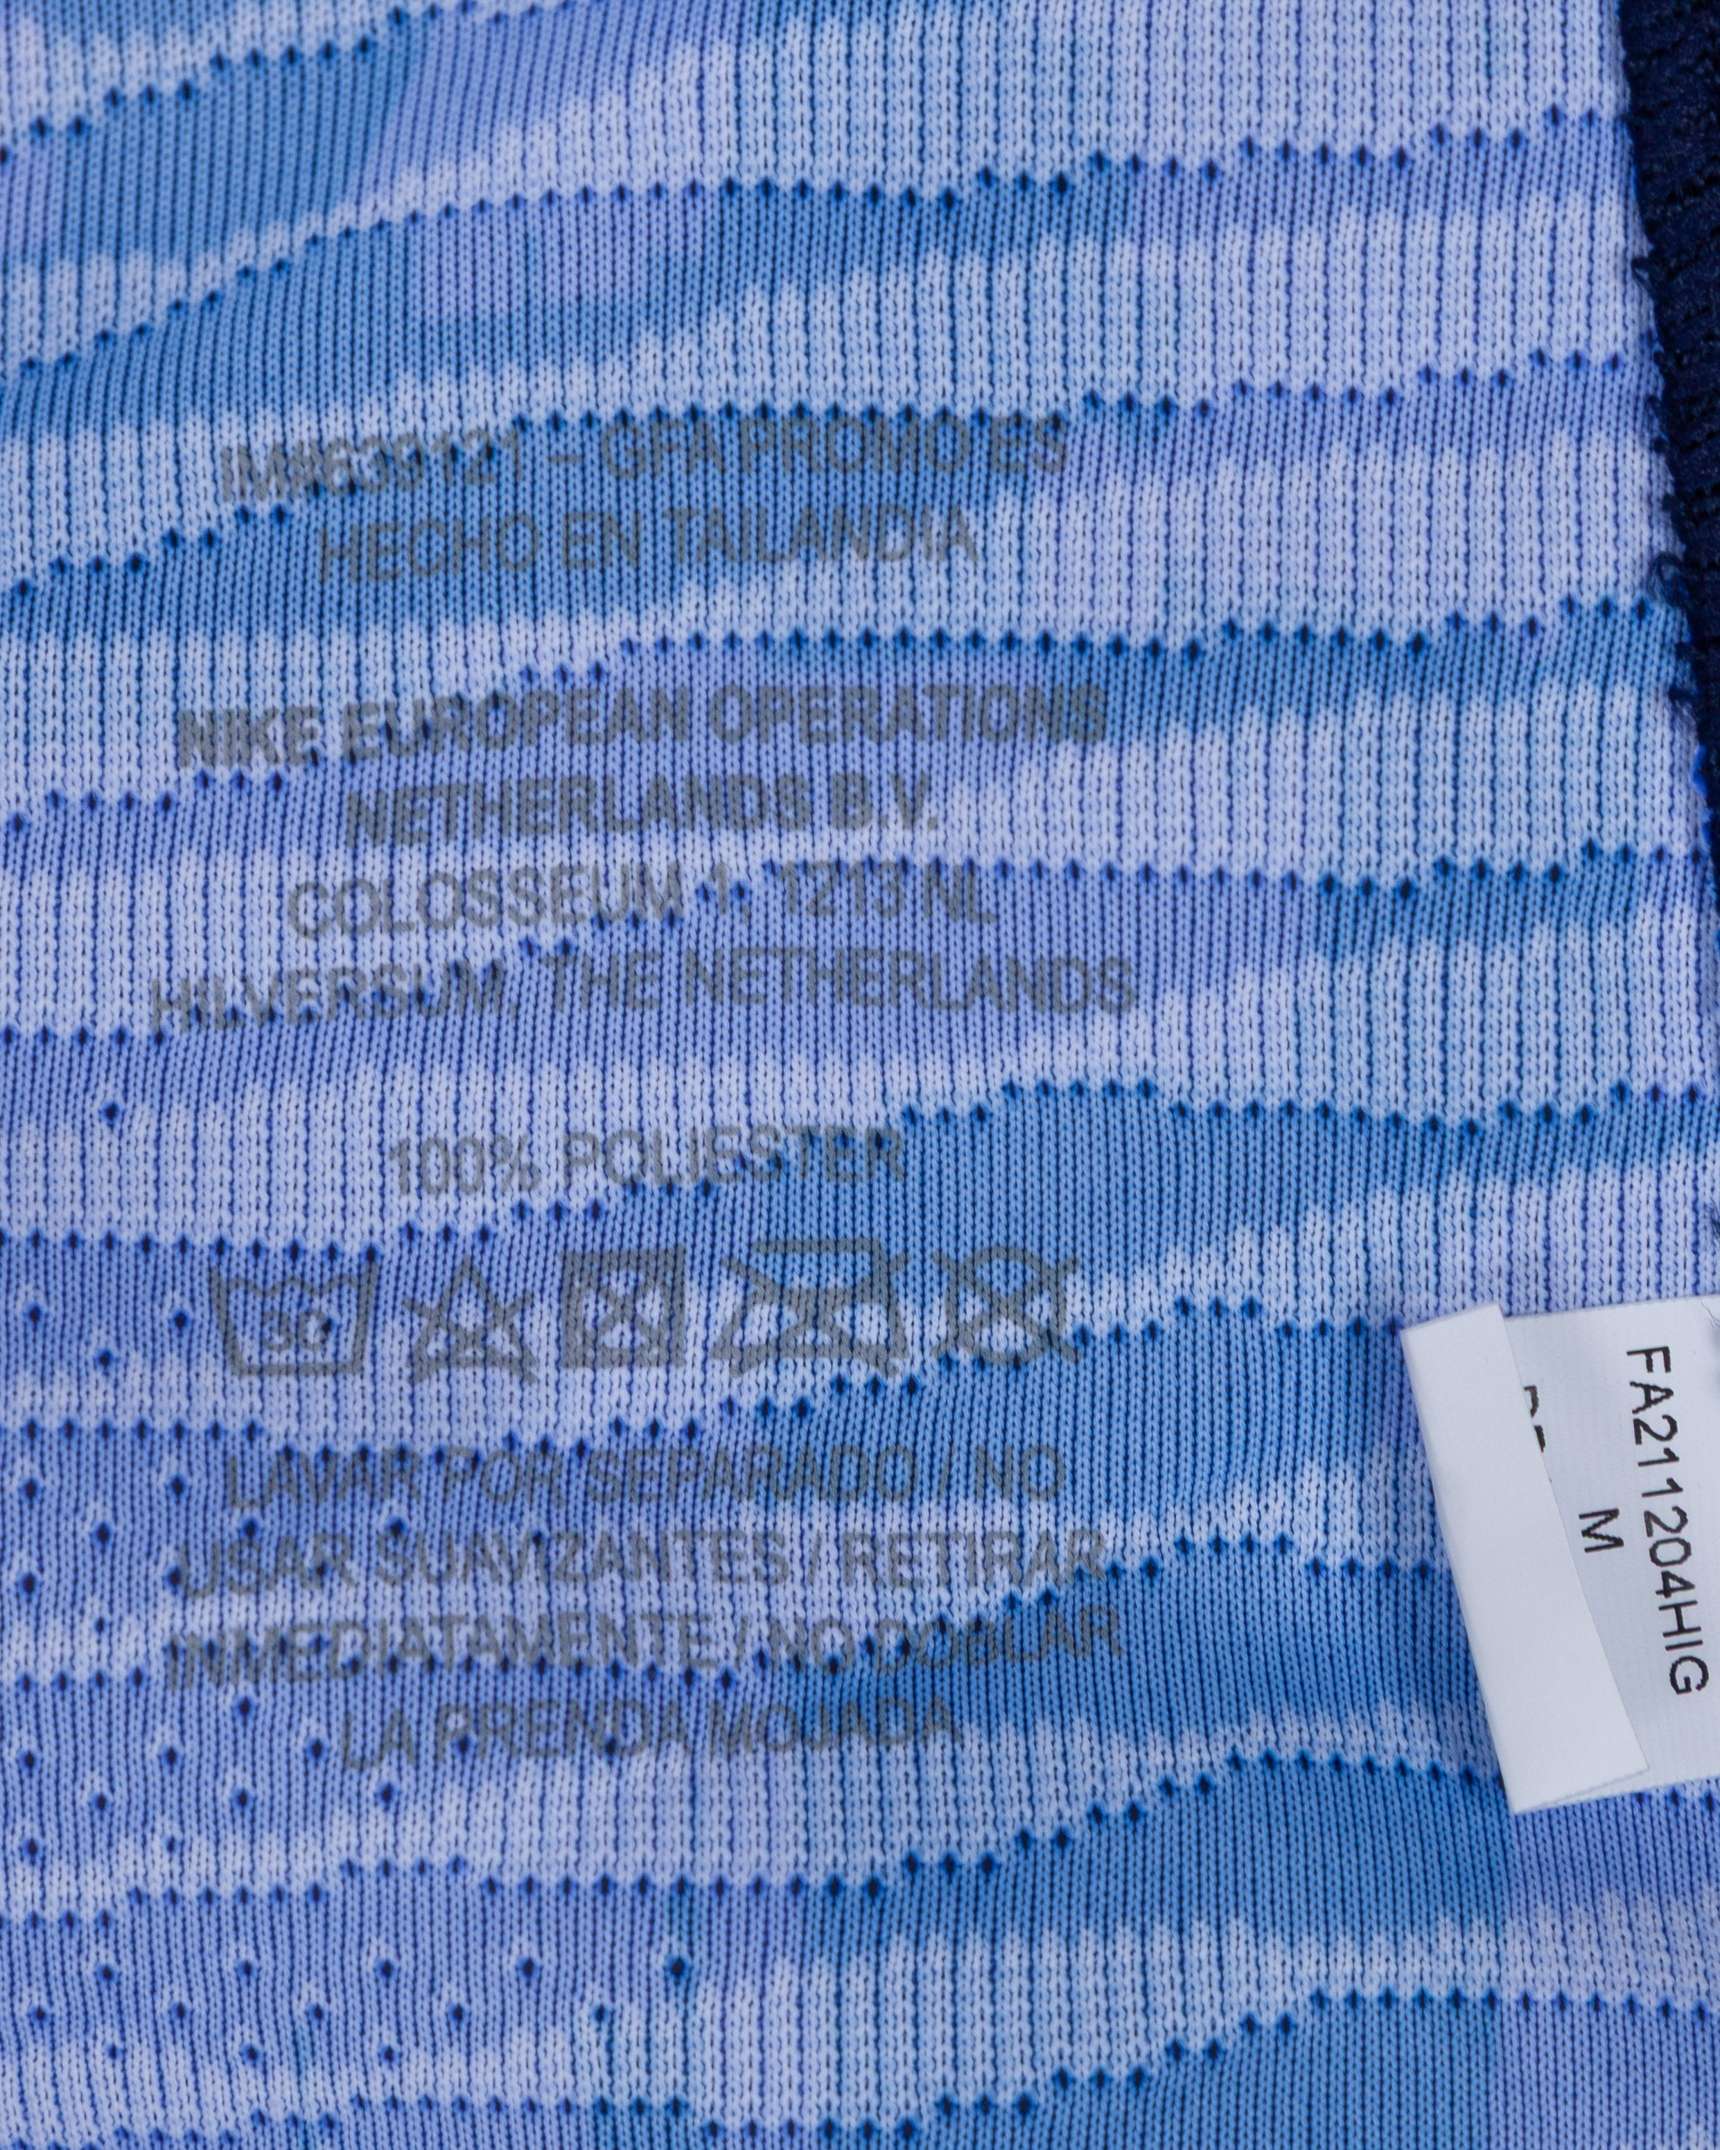 IM#639121 – GFA PROMO ES
HECHO EN TAILANDIA
NIKE EUROPEAN OPERATIONS
NETHERLANDS B.V.
COLOSSEUM 1, 1213 NL
HILVERSUM, THE NETHERLANDS
100% POLIESTER
30
LAVAR POR SEPARADO / NO
USAR SUAVIZANTES / RETIRAR
INMEDIATAMENTE / NO DOBLAR
LA PRENDA MOJADA
FA211204HIG
M